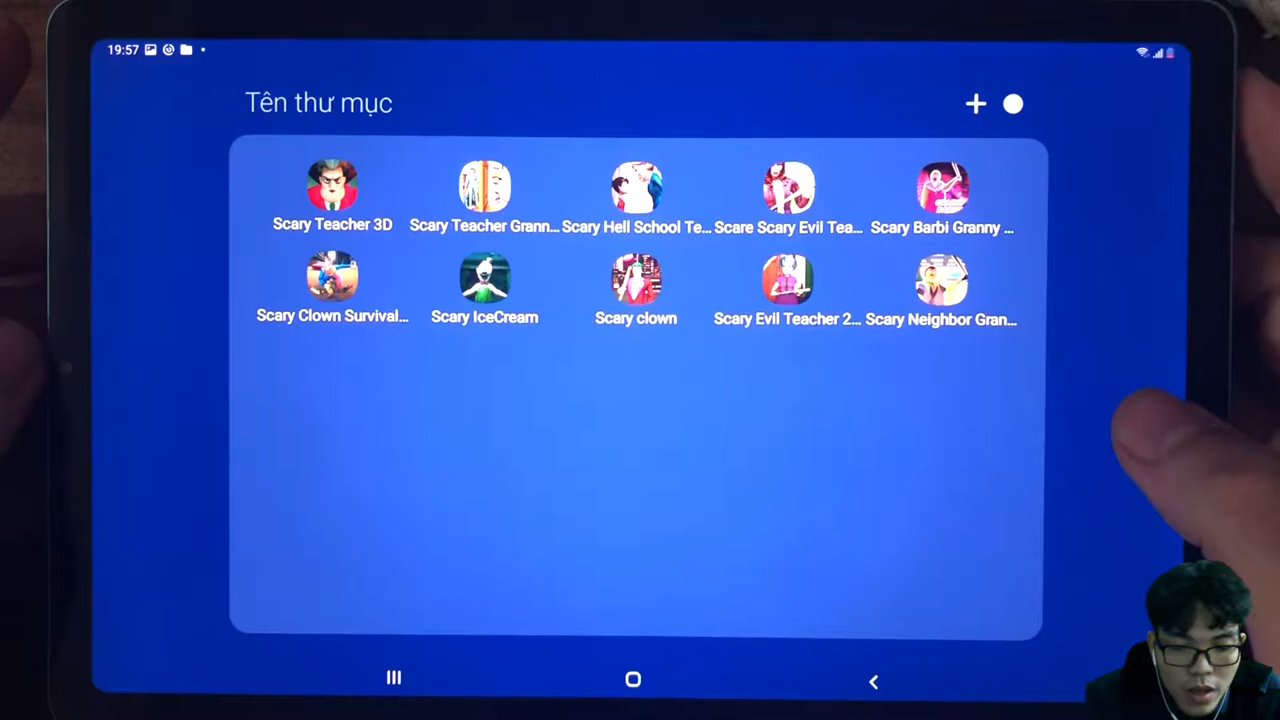 19:57
Tên thư mục
Scary Teacher 3D
Scary Teacher Grann...
Scary Hell School Te...
Scare Scary Evil Tea...
Scary Barbi Granny ...
Scary Clown Survival...
Scary IceCream
Scary clown
Scary Evil Teacher 2...
Scary Neighbor Gran...